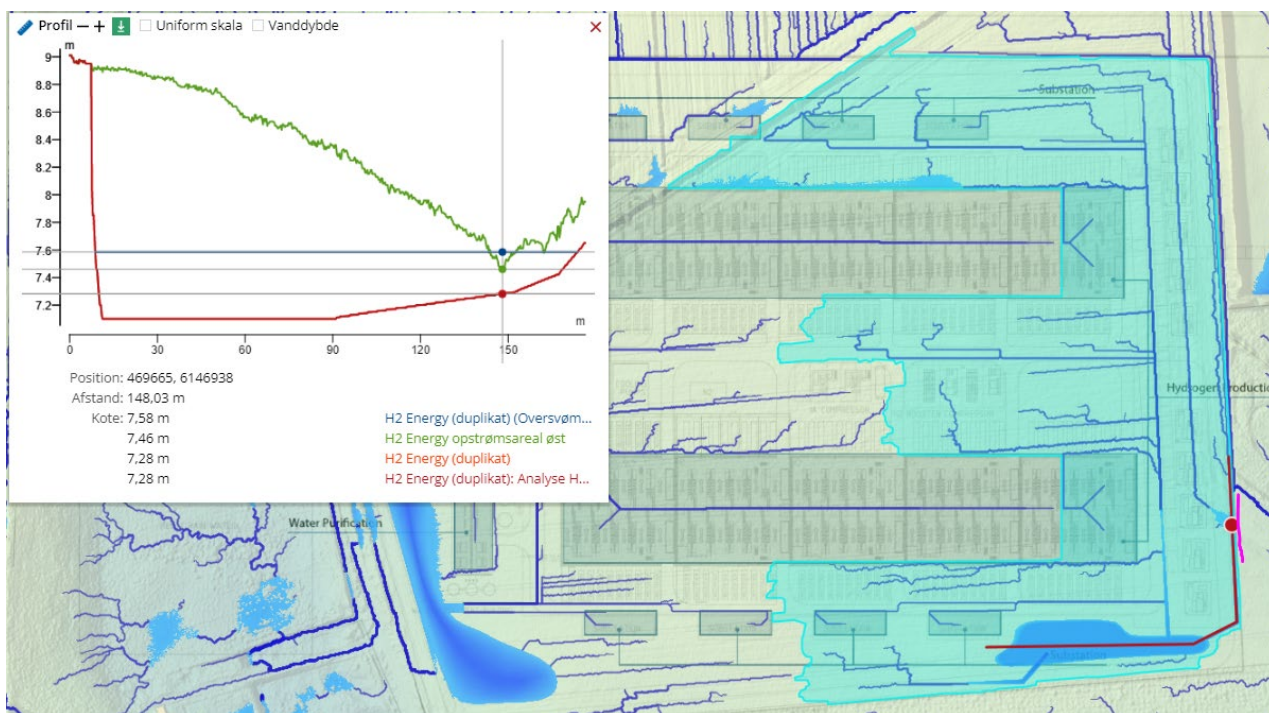 Profil
Uniform skala
Vanddybde
m
9
8.8
8.6
8.4
8.2
8
7.8
7.6
7.4
7.2
m
0 30 60 90 120 150
Position: 469665, 6146938
Afstand: 148,03 m
Kote: 7,58 m H2 Energy (duplikat) (Oversvøm...
7,46 m H2 Energy opstrømsareal øst
7,28 m H2 Energy (duplikat)
7,28 m H2 Energy (duplikat): Analyse H...
Substation
Hydrogen Productio
Water Purification
Substation